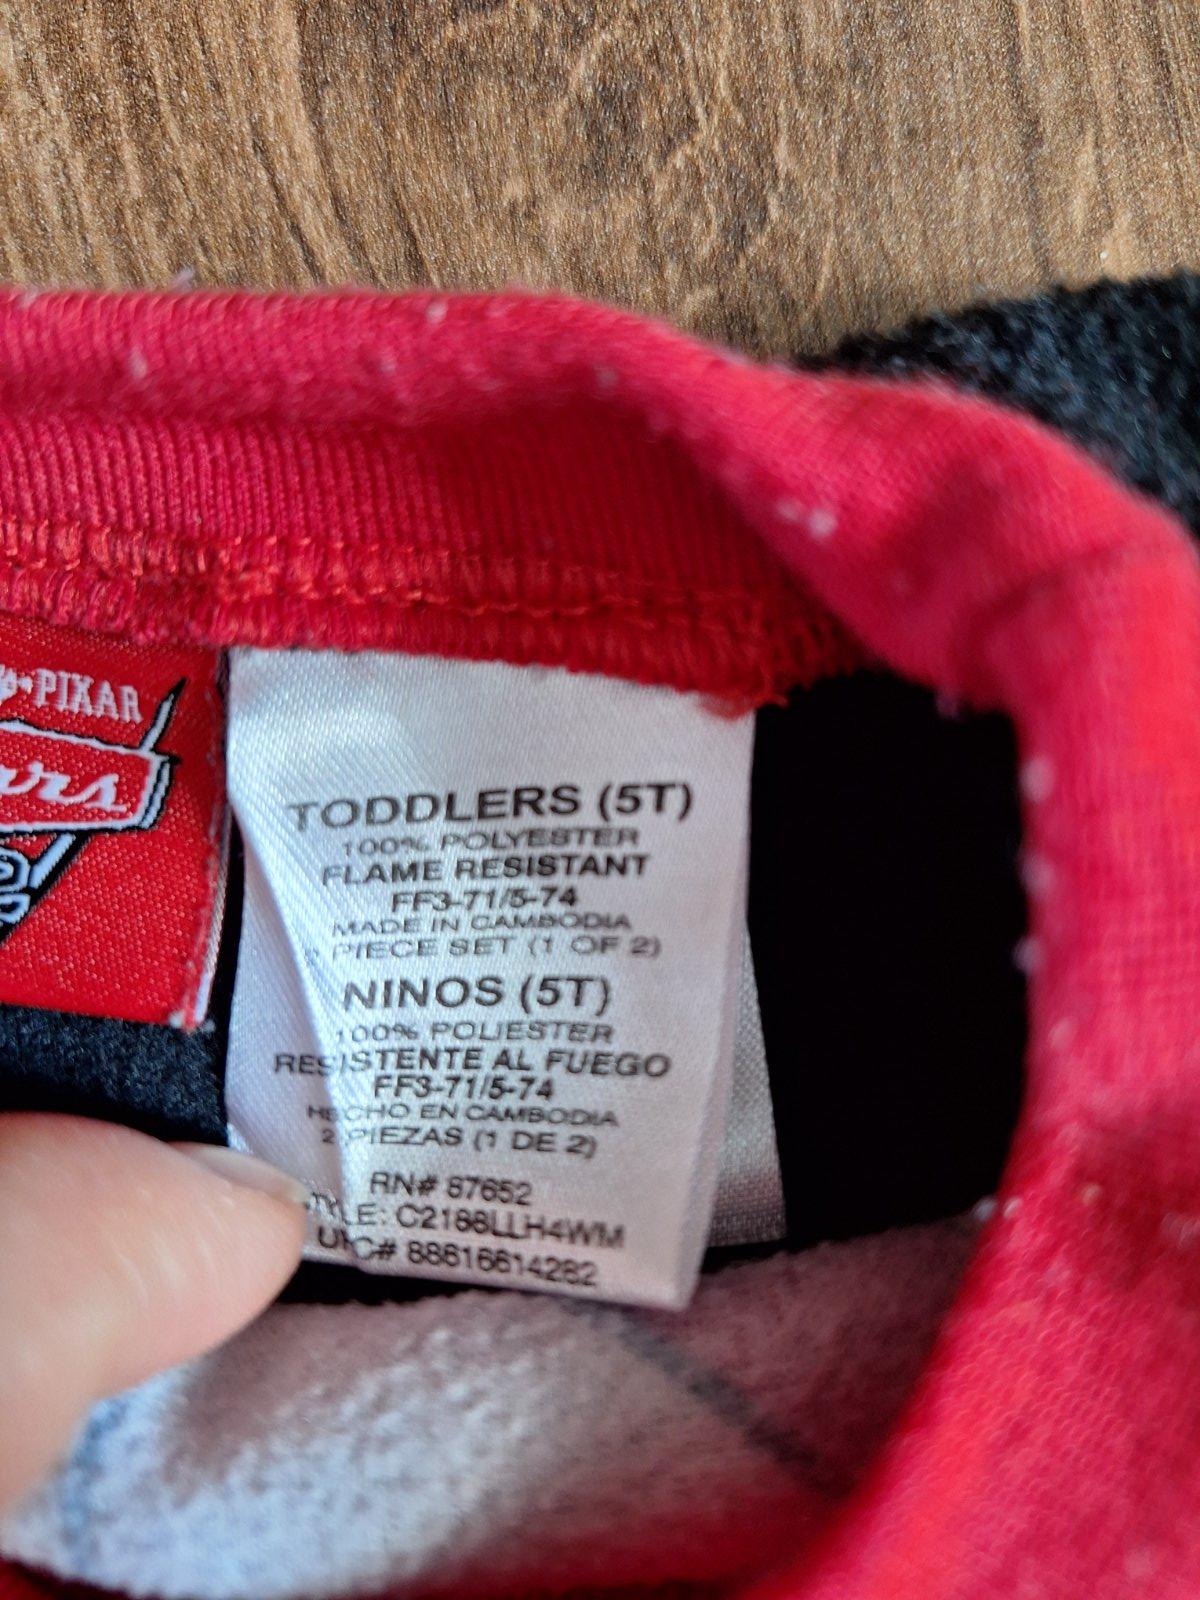 PIXAR
TODDLERS (5T)
100% POLYESTER
FLAME RESISTANT
FF3-71/5-74
MADE IN CAMBODIA
PIECE SET (1 OF 2)
NINOS (5T)
100% POLIESTER
RESISTENTE AL FUEGO
FF3-71/5-74
HECHO EN CAMBODIA
2 PIEZAS (1 DE 2)
RN# 87652
C2188LLH4WM
UPC# 88616614282